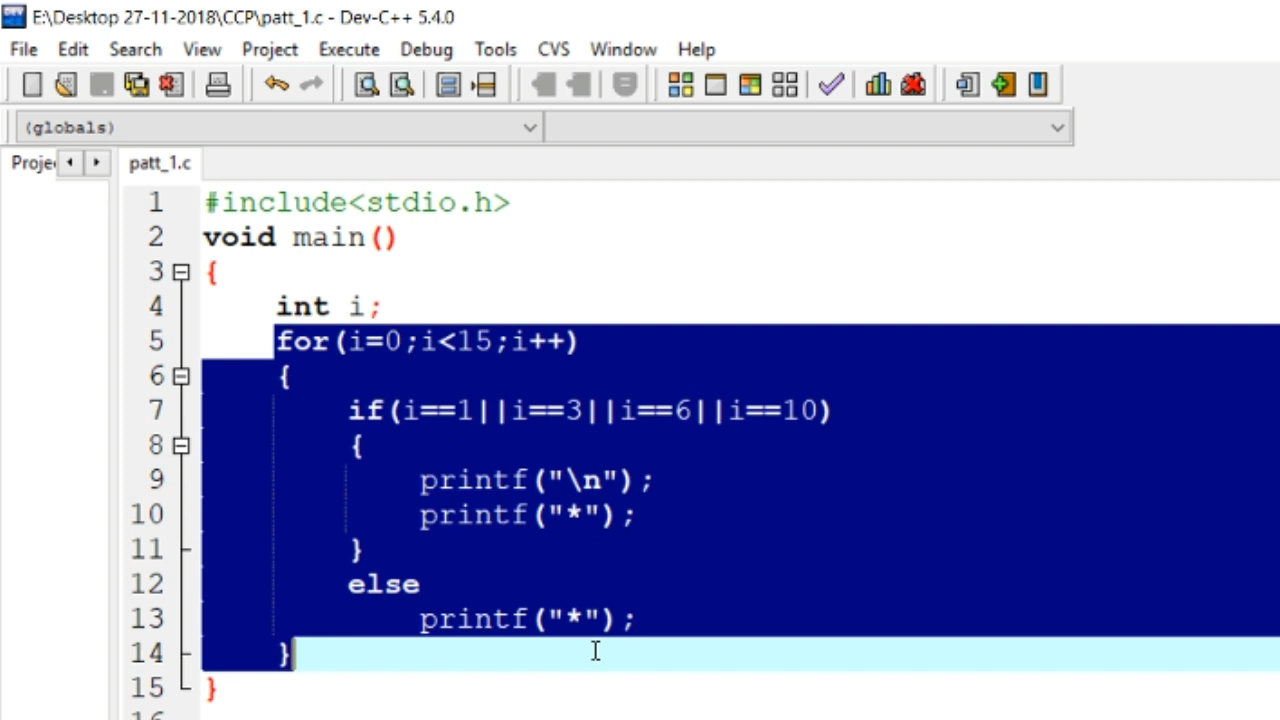 E:\Desktop 27-11-2018\CCP\patt_1.c - Dev-C++ 5.4.0
File Edit Search View Project Execute Debug Tools CVS Window Help
(globals)
Projec patt_1.c
1 #include<stdio.h>
2 void main()
3 {
4 int i;
5 for(i=0;i<15;i++)
6 {
7 if(i==1||i==3||i==6||i==10)
8 {
9 printf("\n");
10 printf("*");
11 }
12 else
13 printf("*");
14 }
15 }
16